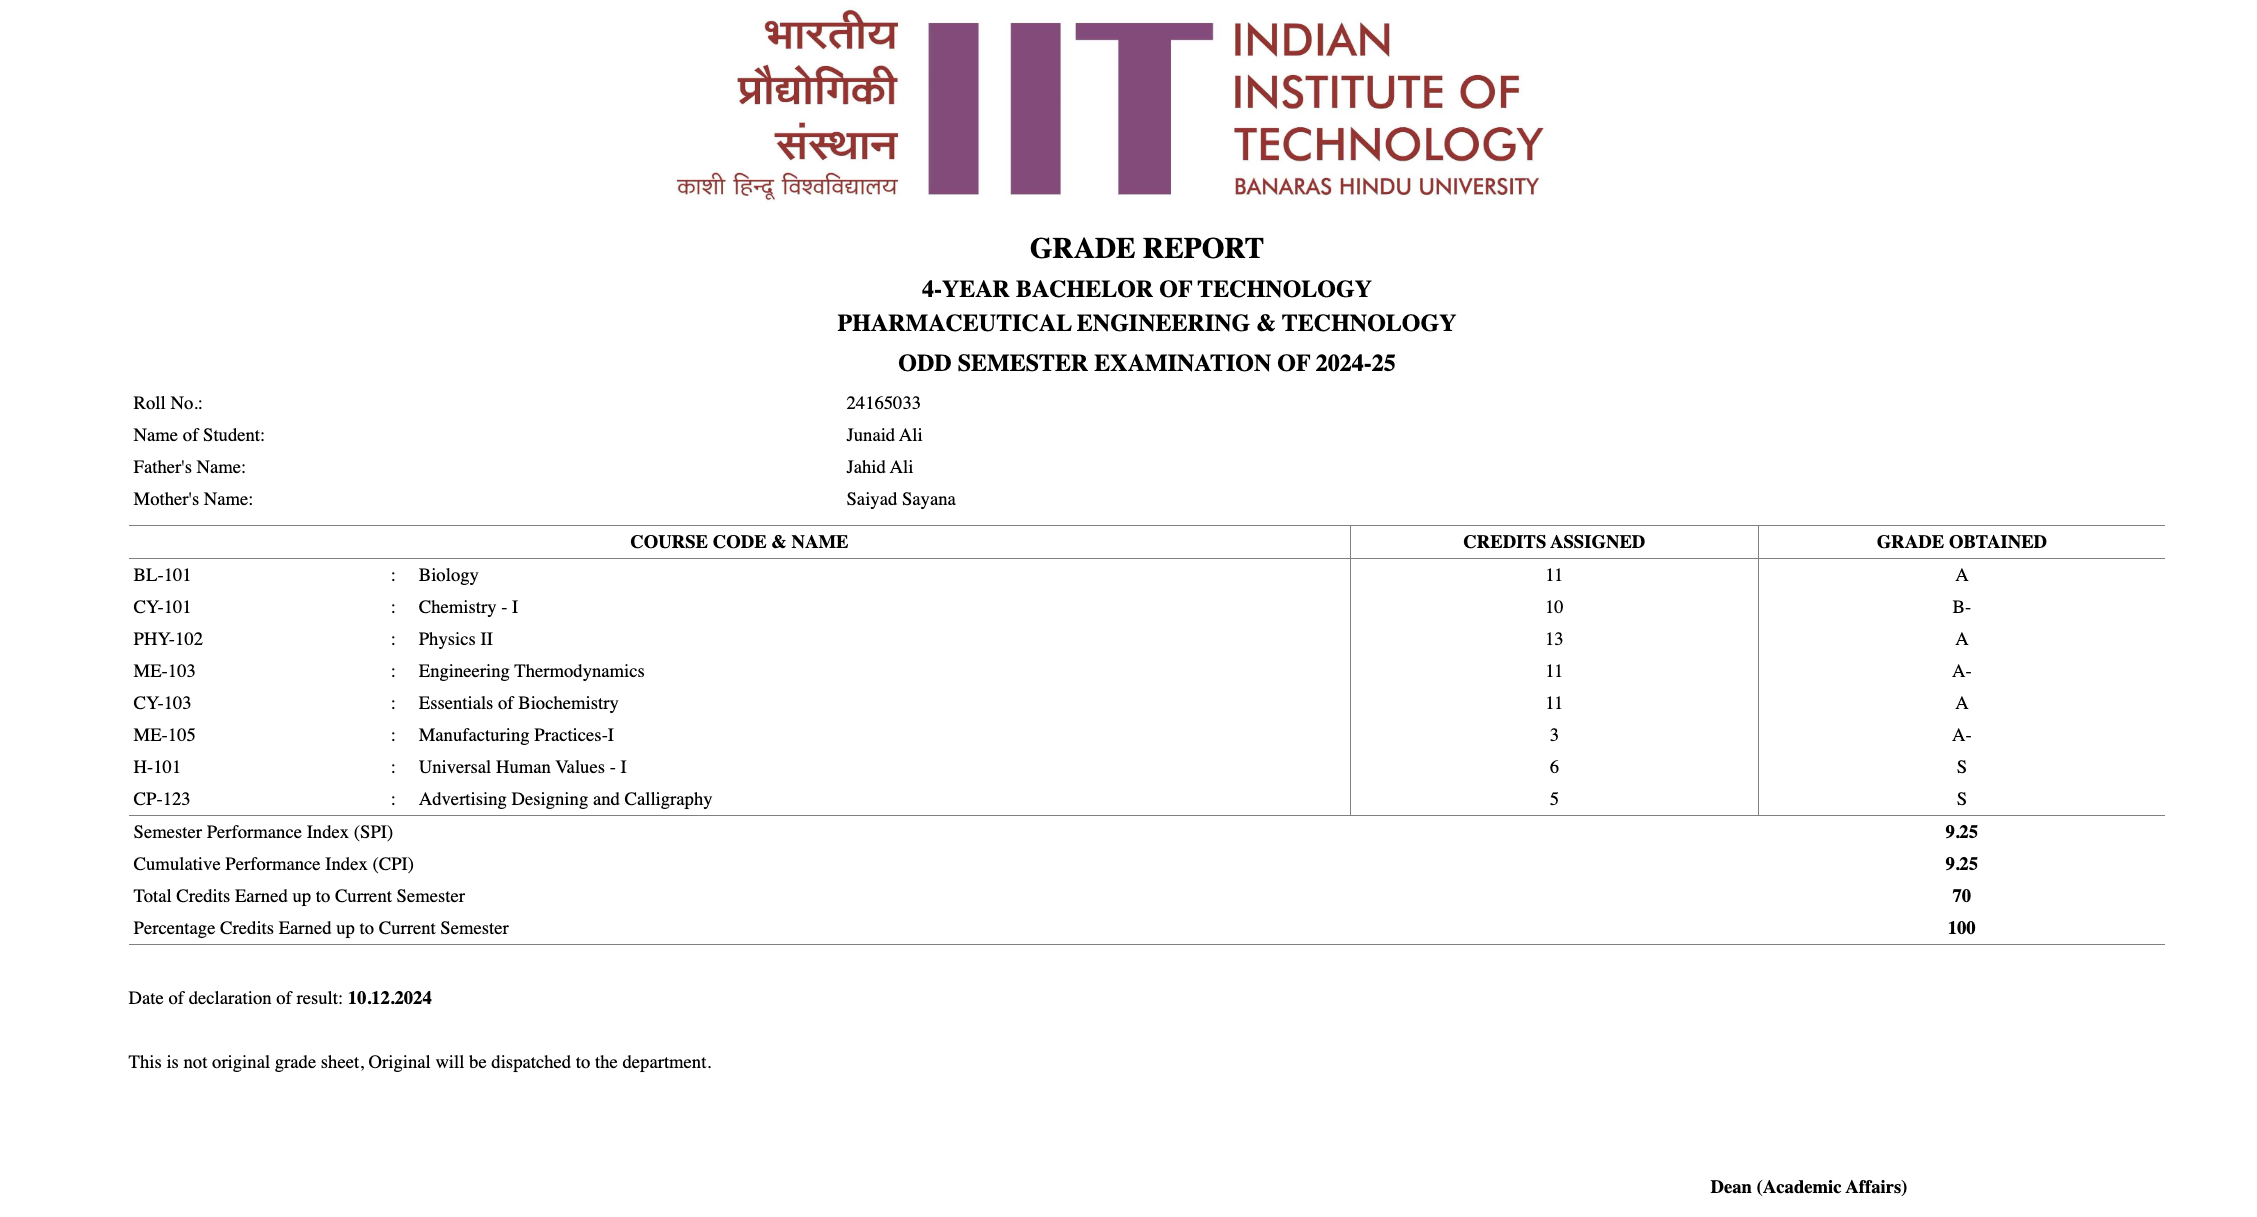 भारतीय
प्रौद्योगिकी
संस्थान
काशी हिन्दू विश्वविद्यालय
IIT
INDIAN
INSTITUTE OF
TECHNOLOGY
BANARAS HINDU UNIVERSITY
GRADE REPORT
4-YEAR BACHELOR OF TECHNOLOGY
PHARMACEUTICAL ENGINEERING & TECHNOLOGY
ODD SEMESTER EXAMINATION OF 2024-25
Roll No.: 24165033
Name of Student: Junaid Ali
Father's Name: Jahid Ali
Mother's Name: Saiyad Sayana
COURSE CODE & NAME CREDITS ASSIGNED GRADE OBTAINED
BL-101 : Biology 11 A
CY-101 : Chemistry - I 10 B-
PHY-102 : Physics II 13 A
ME-103 : Engineering Thermodynamics 11 A-
CY-103 : Essentials of Biochemistry 11 A
ME-105 : Manufacturing Practices-I 3 A-
H-101 : Universal Human Values - I 6 S
CP-123 : Advertising Designing and Calligraphy 5 S
Semester Performance Index (SPI) 9.25
Cumulative Performance Index (CPI) 9.25
Total Credits Earned up to Current Semester 70
Percentage Credits Earned up to Current Semester 100
Date of declaration of result: 10.12.2024
This is not original grade sheet, Original will be dispatched to the department.
Dean (Academic Affairs)